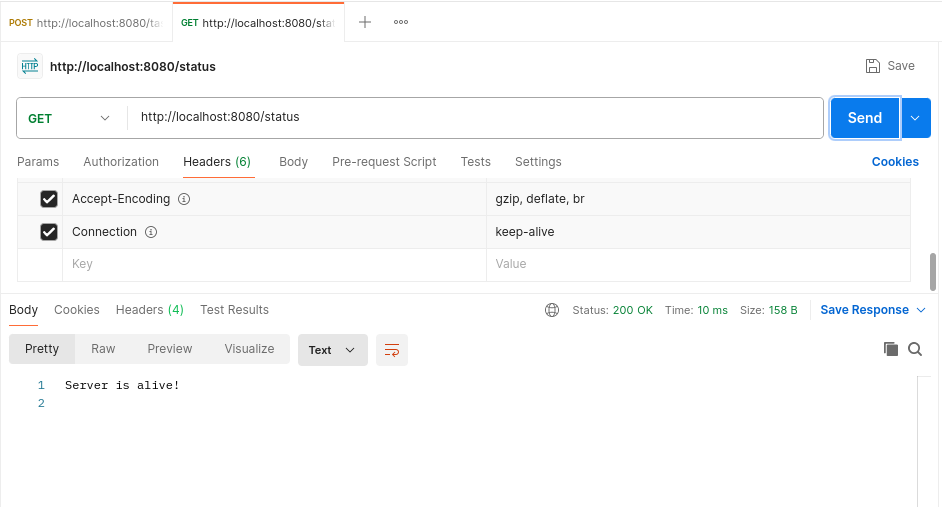 POST http://localhost:8080/ta
GET http://localhost:8080/sta
HTTP http://localhost:8080/status Save
GET http://localhost:8080/status Send
Params Authorization Headers (6) Body Pre-request Script Tests Settings Cookies
Accept-Encoding gzip, deflate, br
Connection keep-alive
Key Value
Body Cookies Headers (4) Test Results Status: 200 OK Time: 10 ms Size: 158 B Save Response
Pretty Raw Preview Visualize Text
1 Server is alive!
2